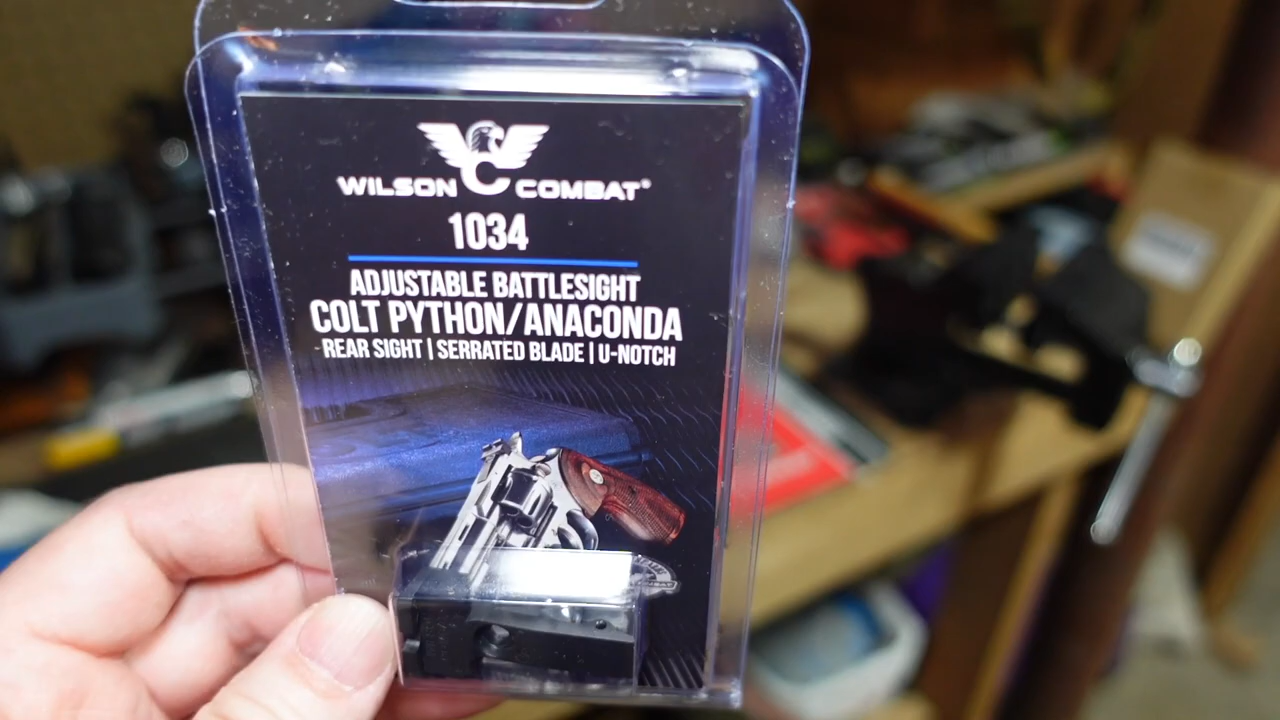 WILSON COMBAT®
1034
ADJUSTABLE BATTLESIGHT
COLT PYTHON/ANACONDA
REAR SIGHT | SERRATED BLADE | U-NOTCH